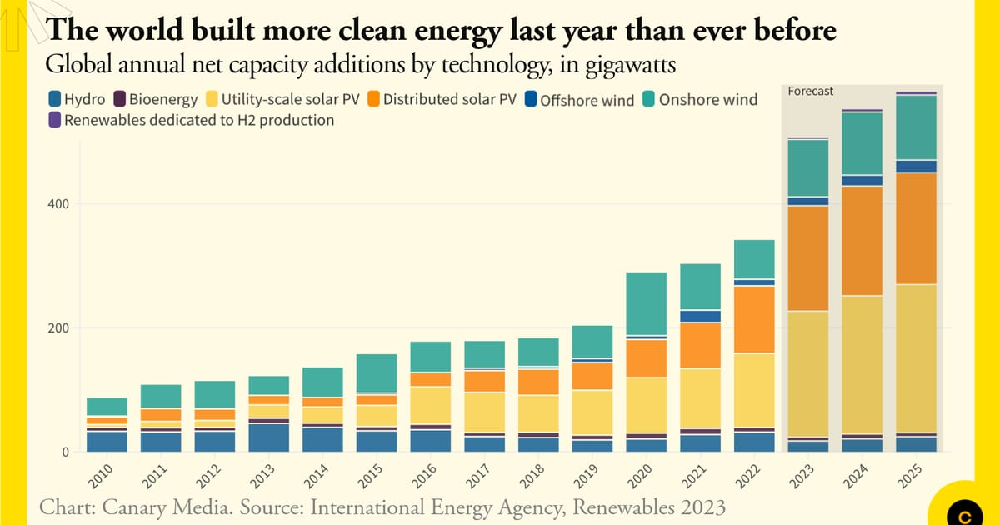 The world built more clean energy last year than ever before
Global annual net capacity additions by technology, in gigawatts
Hydro Bioenergy Utility-scale solar PV Distributed solar PV Offshore wind Onshore wind
Renewables dedicated to H2 production
Forecast
400
200
0
2010 2011 2012 2013 2014 2015 2016 2017 2018 2019 2020 2021 2022 2023 2024 2025
Chart: Canary Media. Source: International Energy Agency, Renewables 2023
C